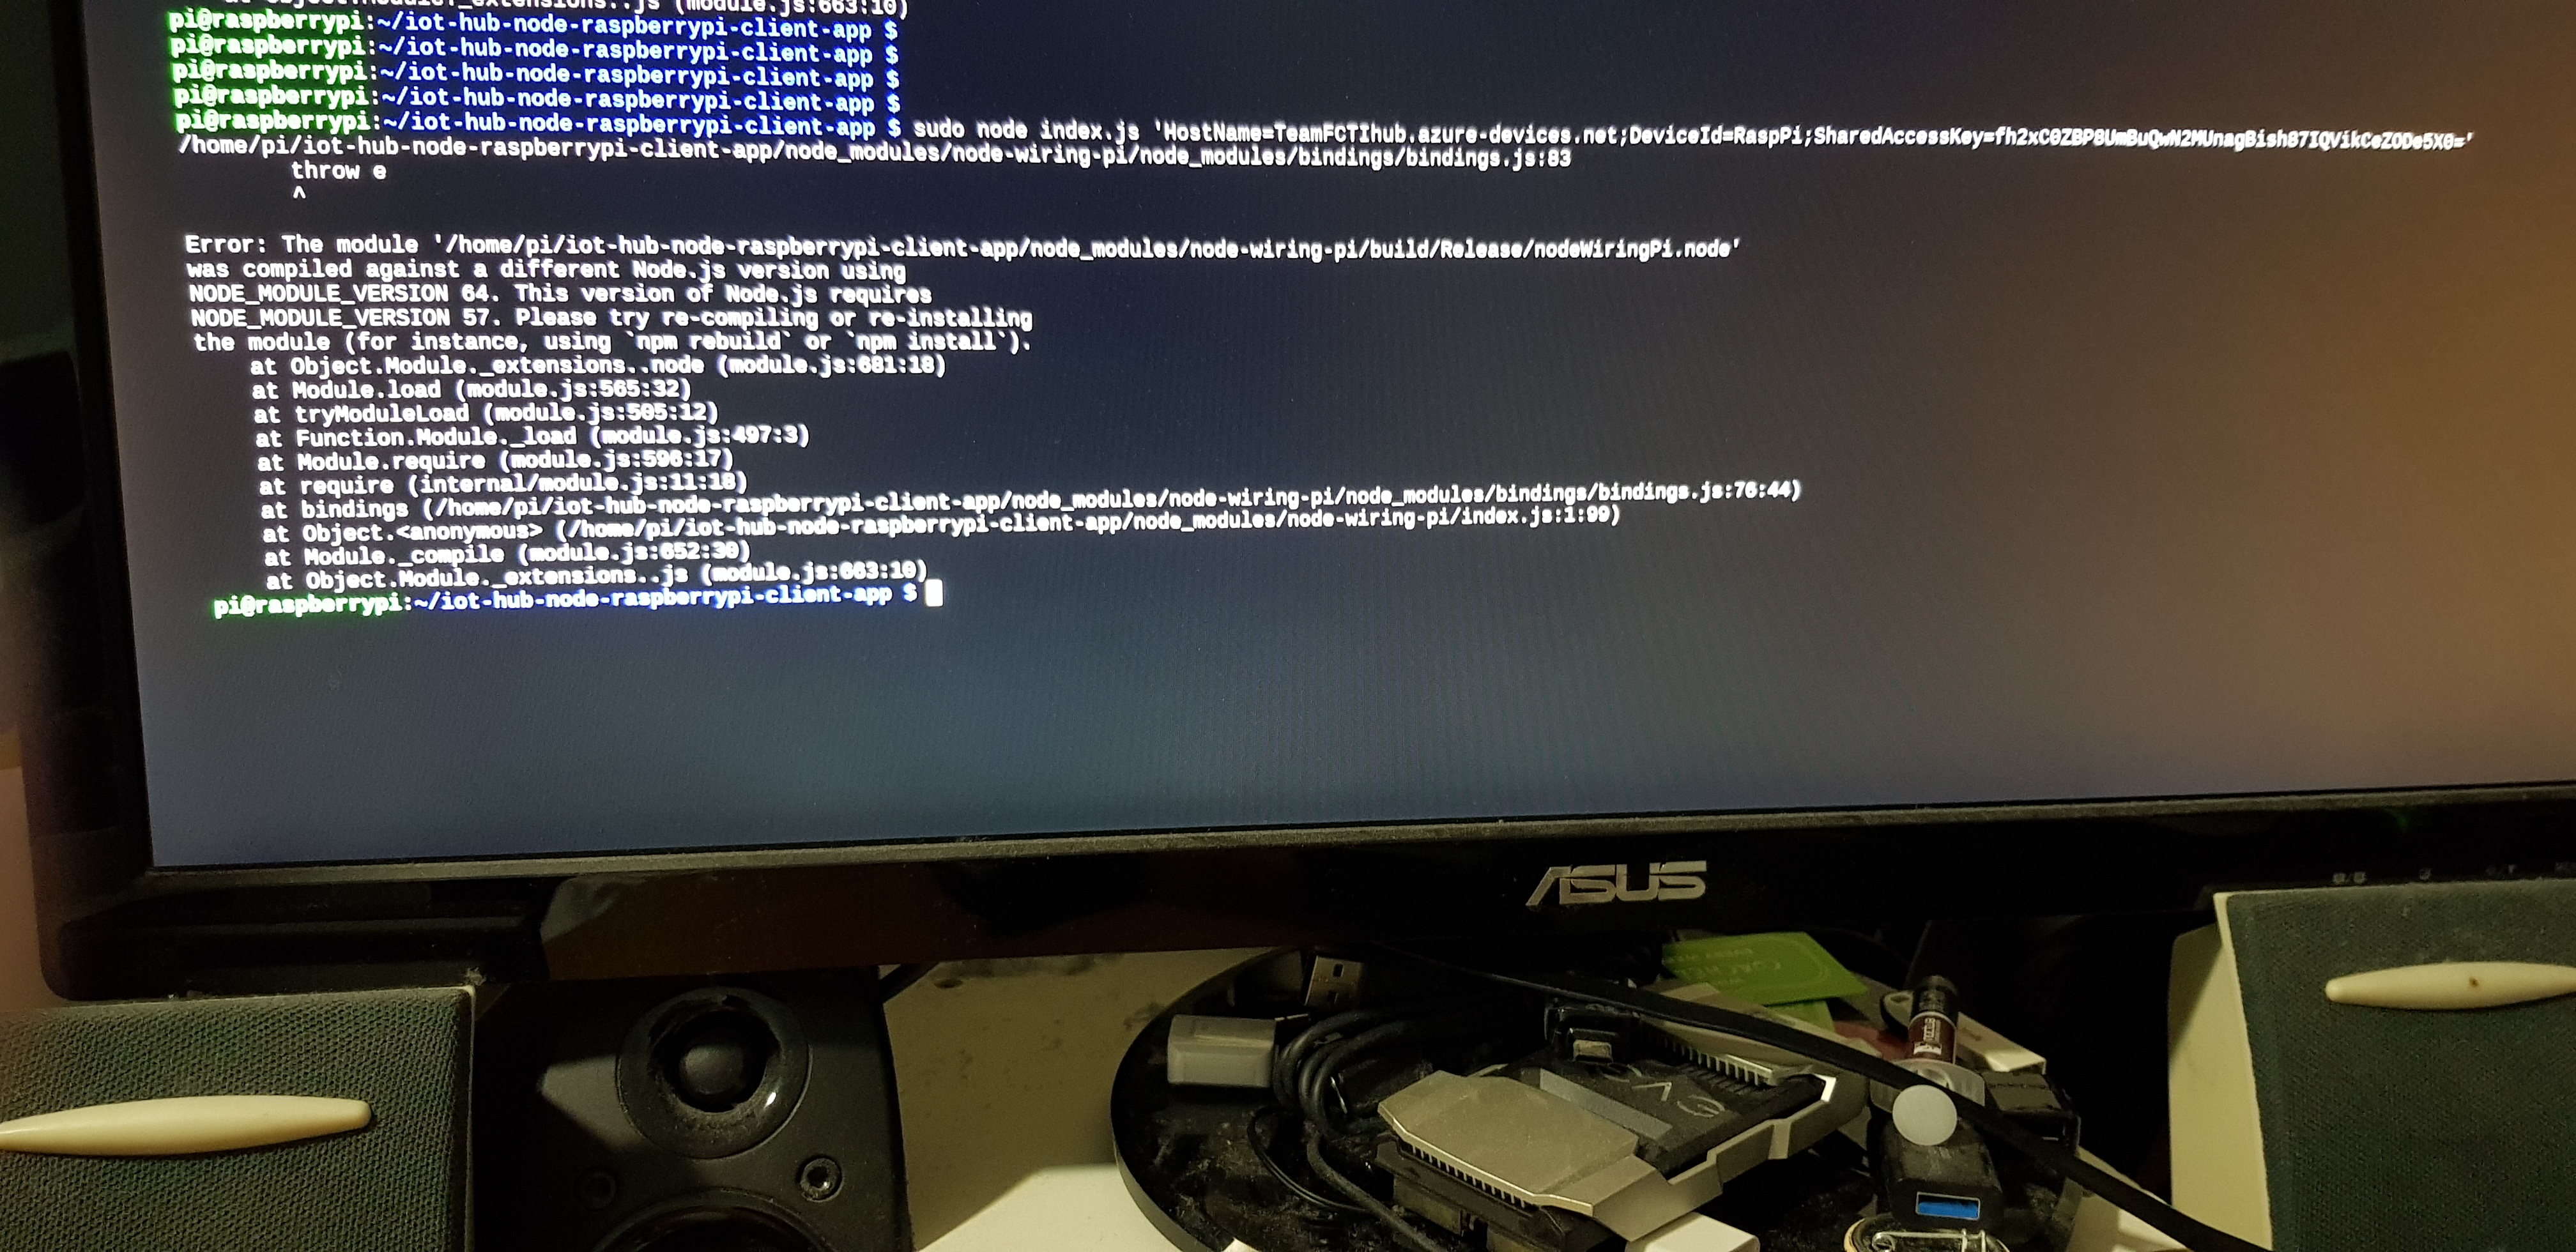 at Object.Module._extensions..js (module.js:663:10)
pi@raspberrypi:~/iot-hub-node-raspberrypi-client-app $
pi@raspberrypi:~/iot-hub-node-raspberrypi-client-app $
pi@raspberrypi:~/iot-hub-node-raspberrypi-client-app $
pi@raspberrypi:~/iot-hub-node-raspberrypi-client-app $
pi@raspberrypi:~/iot-hub-node-raspberrypi-client-app $ sudo node index.js 'HostName=TeamFCTIhub.azure-devices.net;DeviceId=RaspPi;SharedAccessKey=
/home/pi/iot-hub-node-raspberrypi-client-app/node_modules/node-wiring-pi/node_modules/bindings/bindings.js:83
throw e
^
Error: The module '/home/pi/iot-hub-node-raspberrypi-client-app/node_modules/node-wiring-pi/build/Release/nodeWiringPi.node'
was compiled against a different Node.js version using
NODE_MODULE_VERSION 64. This version of Node.js requires
NODE_MODULE_VERSION 57. Please try re-compiling or re-installing
the module (for instance, using `npm rebuild` or `npm install`).
at Object.Module._extensions..node (module.js:681:18)
at Module.load (module.js:565:32)
at tryModuleLoad (module.js:505:12)
at Function.Module._load (module.js:497:3)
at Module.require (module.js:596:17)
at require (internal/module.js:11:18)
at bindings (/home/pi/iot-hub-node-raspberrypi-client-app/node_modules/node-wiring-pi/node_modules/bindings/bindings.js:76:44)
at Object.<anonymous> (/home/pi/iot-hub-node-raspberrypi-client-app/node_modules/node-wiring-pi/index.js:1:99)
at Module._compile (module.js:652:30)
at Object.Module._extensions..js (module.js:663:10)
pi@raspberrypi:~/iot-hub-node-raspberrypi-client-app $
ASUS